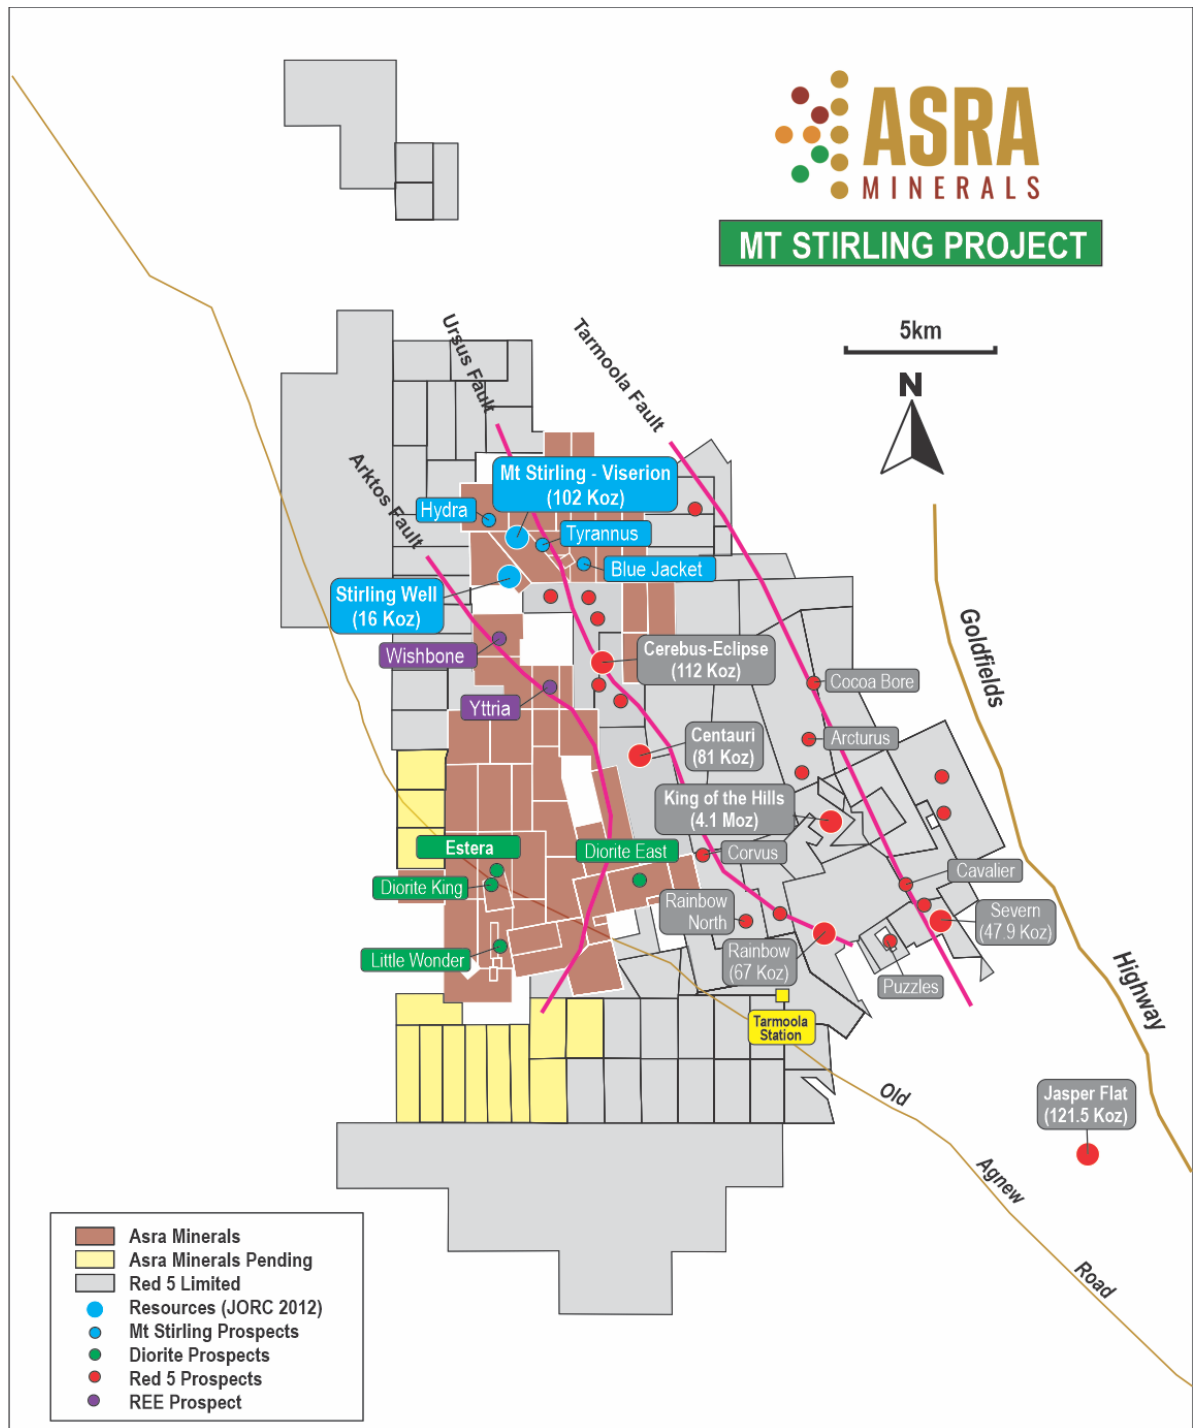 ASRA
MINERALS
MT STIRLING PROJECT
5km
N
Ursus Fault
Tarmoola Fault
Arktos Fault
Mt Stirling - Viserion
(102 Koz)
Hydra
Tyrannus
Blue Jacket
Stirling Well
(16 Koz)
Wishbone
Yttria
Cerebus-Eclipse
(112 Koz)
Cocoa Bore
Goldfields
Highway
Centauri
(81 Koz)
Arcturus
King of the Hills
(4.1 Moz)
Estera
Diorite East
Corvus
Diorite King
Cavalier
Rainbow
North
Severn
(47.9 Koz)
Little Wonder
Rainbow
(67 Koz)
Puzzles
Tarmoola
Station
Old
Agnew
Road
Jasper Flat
(121.5 Koz)
Asra Minerals
Asra Minerals Pending
Red 5 Limited
Resources (JORC 2012)
Mt Stirling Prospects
Diorite Prospects
Red 5 Prospects
REE Prospect